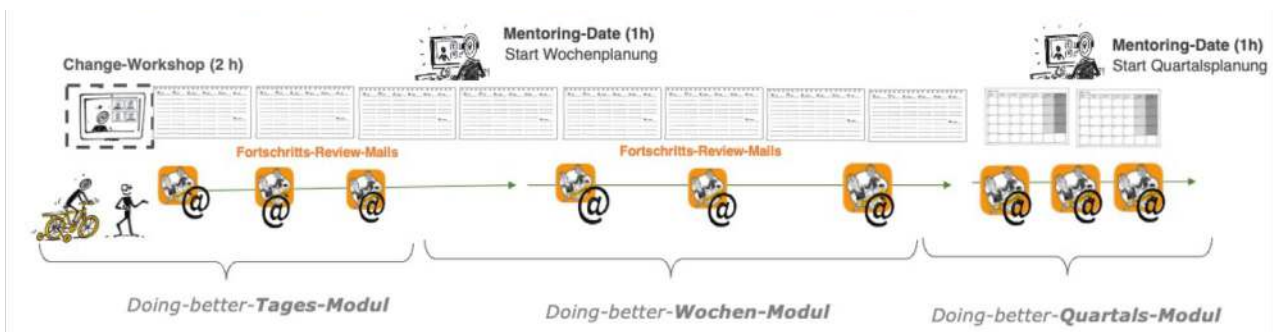 Change-Workshop (2 h)
Mentoring-Date (1h)
Start Wochenplanung
Mentoring-Date (1h)
Start Quartalsplanung
Fortschritts-Review-Mails
Fortschritts-Review-Mails
@
@
@
@
@
@
@
@
@
Doing-better-Tages-Modul
Doing-better-Wochen-Modul
Doing-better-Quartals-Modul